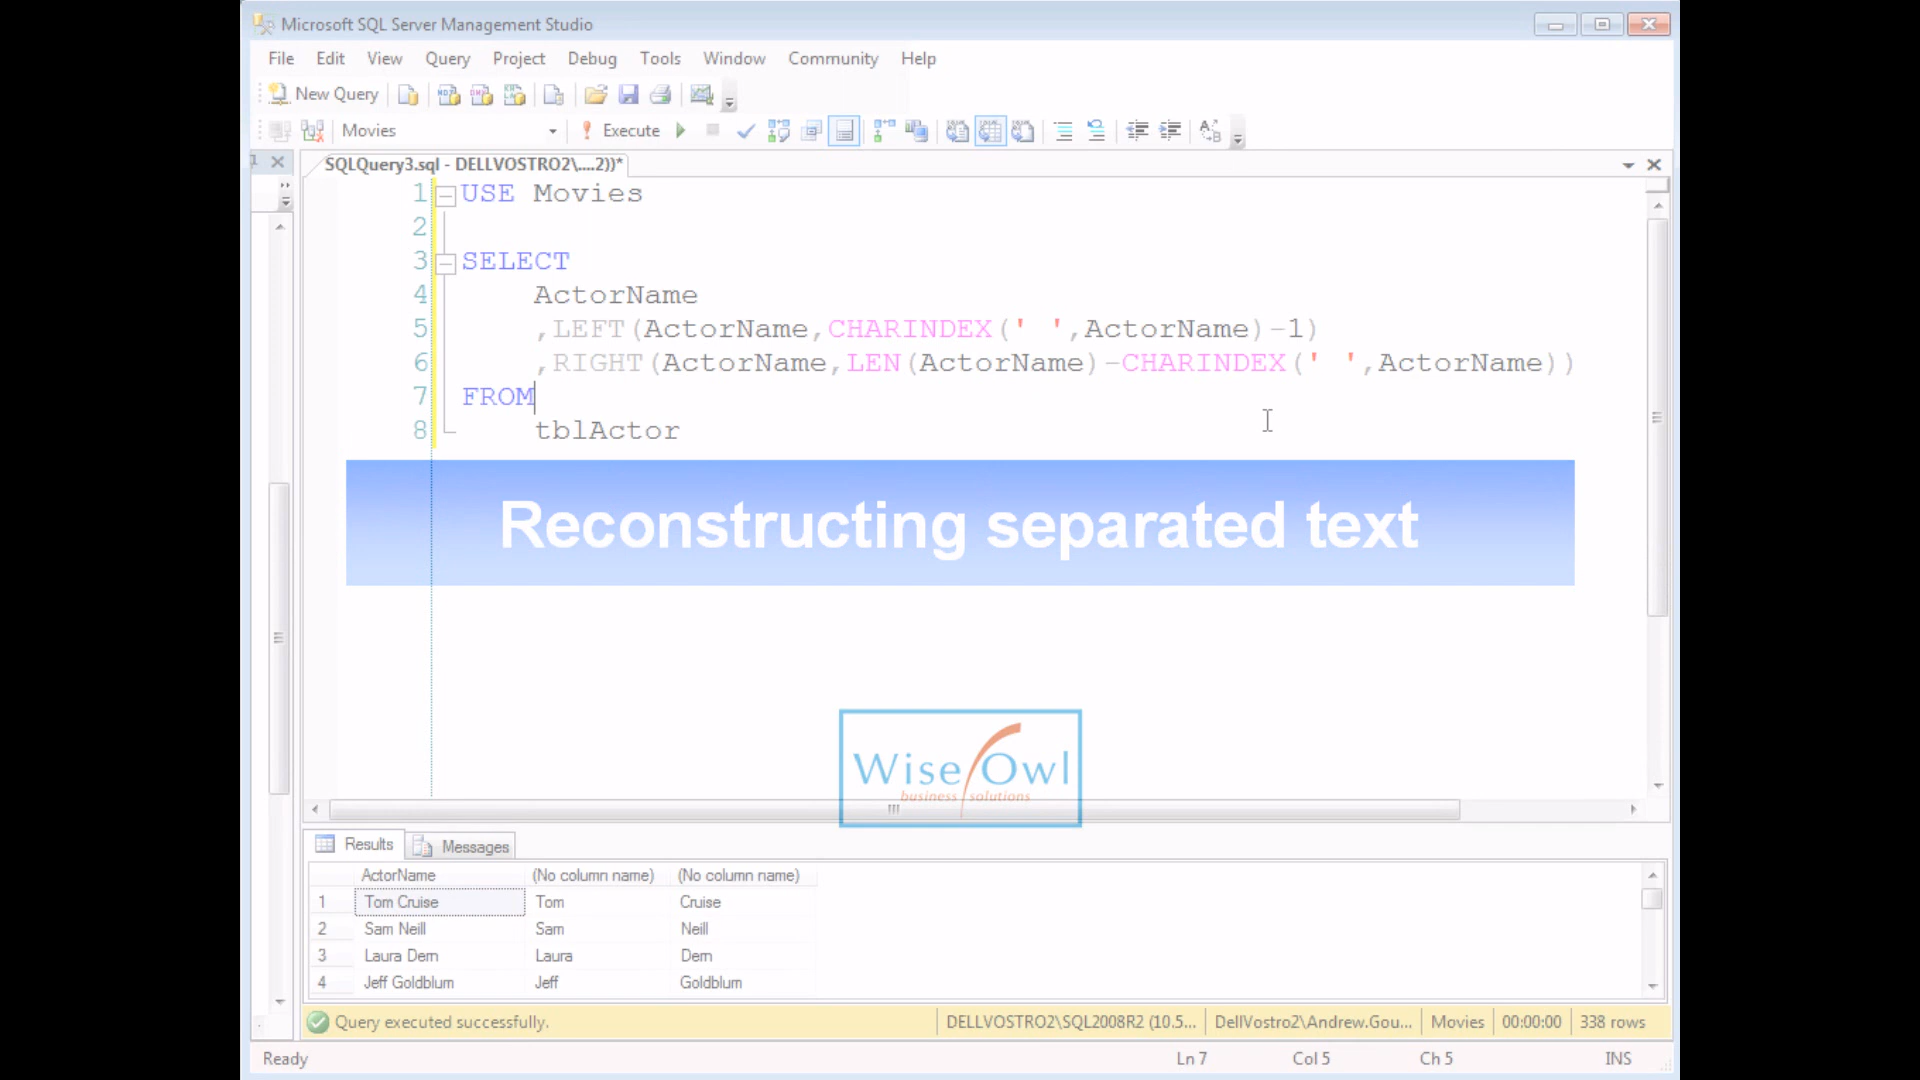 Microsoft SQL Server Management Studio
File Edit View Query Project Debug Tools Window Community Help
New Query
Movies Execute
SQLQuery3.sql - DELLVOSTRO2\....2))*
1 USE Movies
2
3 SELECT
4 ActorName
5 ,LEFT(ActorName,CHARINDEX(' ',ActorName)-1)
6 ,RIGHT(ActorName,LEN(ActorName)-CHARINDEX(' ',ActorName))
7 FROM
8 tblActor
Reconstructing separated text
Wise Owl
business solutions
Results Messages
ActorName (No column name) (No column name)
1 Tom Cruise Tom Cruise
2 Sam Neill Sam Neill
3 Laura Dern Laura Dern
4 Jeff Goldblum Jeff Goldblum
Query executed successfully. DELLVOSTRO2\SQL2008R2 (10.5... DellVostro2\Andrew.Gou... Movies 00:00:00 338 rows
Ready Ln 7 Col 5 Ch 5 INS